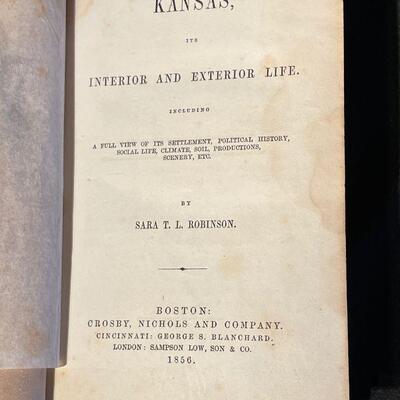 KANSAS,
ITS
INTERIOR AND EXTERIOR LIFE.
INCLUDING
A FULL VIEW OF ITS SETTLEMENT, POLITICAL HISTORY,
SOCIAL LIFE, CLIMATE, SOIL, PRODUCTIONS,
SCENERY, ETC.
BY
SARA T. L. ROBINSON.
BOSTON:
CROSBY, NICHOLS AND COMPANY.
CINCINNATI: GEORGE S. BLANCHARD.
LONDON: SAMPSON LOW, SON & CO.
1856.